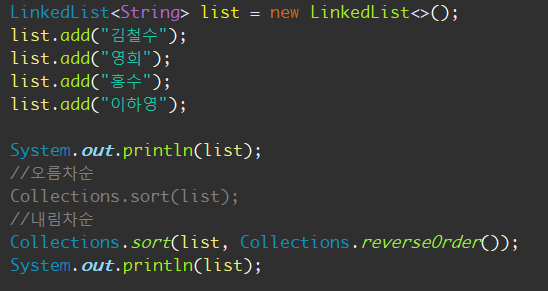 LinkedList<String> list = new LinkedList<>();
list.add("김철수");
list.add("영희");
list.add("홍수");
list.add("이하영");
System.out.println(list);
//오름차순
Collections.sort(list);
//내림차순
Collections.sort(list, Collections.reverseOrder());
System.out.println(list);